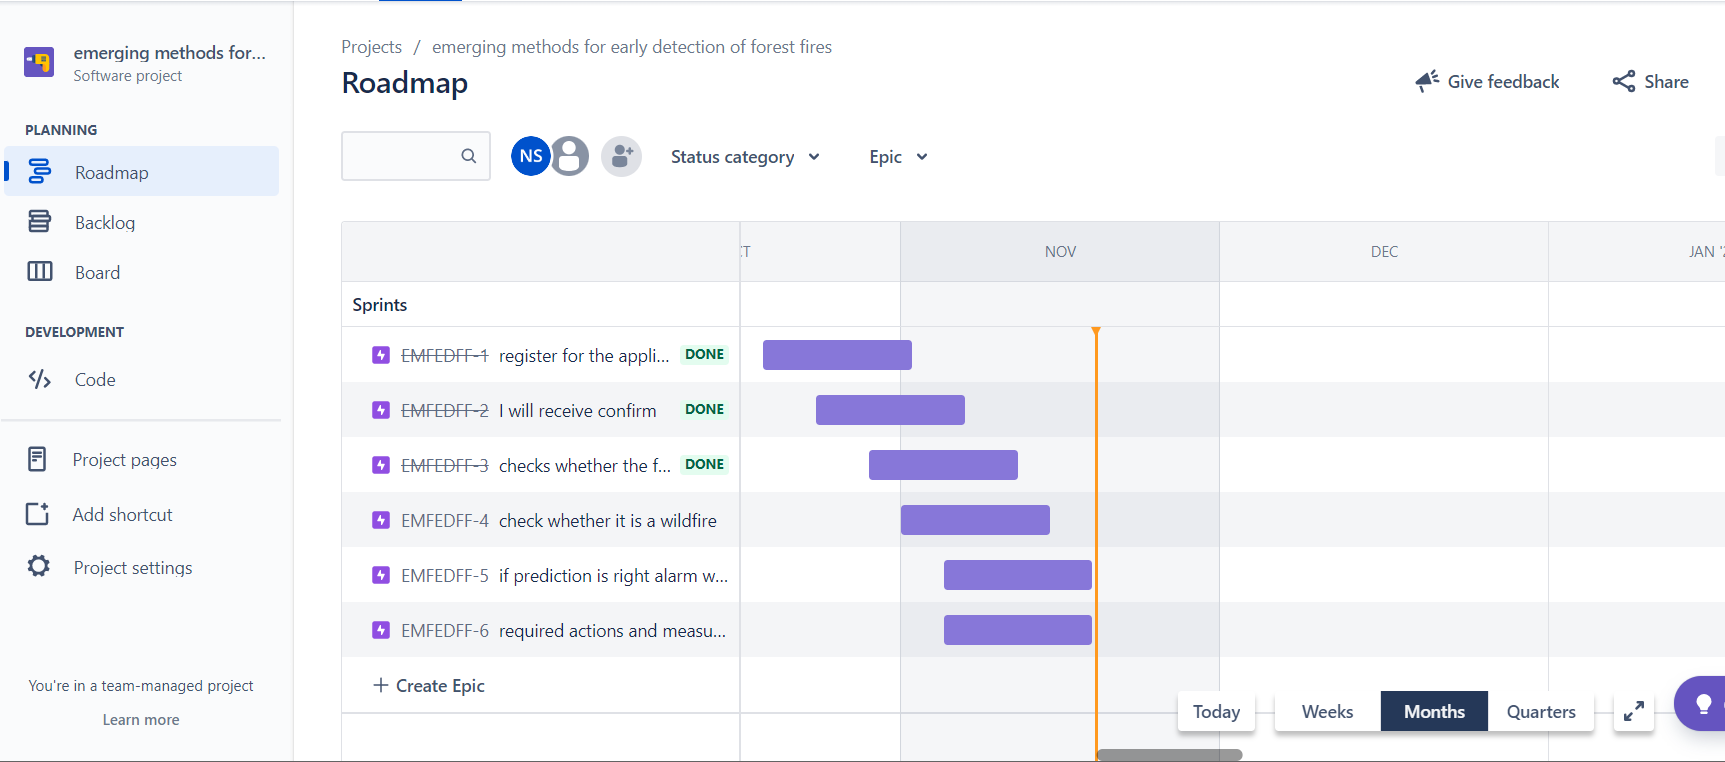 emerging methods for...
Software project
PLANNING
Roadmap
Backlog
Board
DEVELOPMENT
Code
Project pages
Add shortcut
Project settings
You're in a team-managed project
Learn more
Projects / emerging methods for early detection of forest fires
Roadmap
Give feedback
Share
NS
Status category
Epic
NOV
DEC
JAN
Sprints
EMFEDFF-1 register for the appli... DONE
EMFEDFF-2 I will receive confirm DONE
EMFEDFF-3 checks whether the f... DONE
EMFEDFF-4 check whether it is a wildfire
EMFEDFF-5 if prediction is right alarm w...
EMFEDFF-6 required actions and measu...
+ Create Epic
Today
Weeks
Months
Quarters